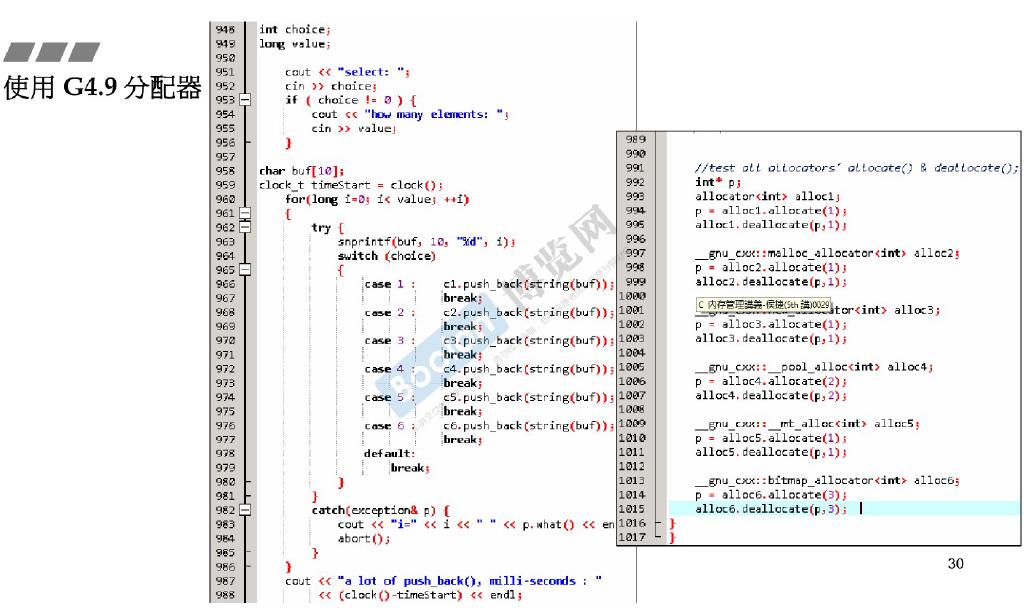 使用 G4.9 分配器
948 int choice;
949 long value;
950
951 cout << "select: ";
952 cin >> choice;
953 if ( choice != 0 ) {
954 cout << "how many elements: ";
955 cin >> value;
956 }
957
958 char buf[10];
959 clock_t timeStart = clock();
960 for(long i=0; i< value; ++i)
961 {
962 try {
963 snprintf(buf, 10, "%d", i);
964 switch (choice)
965 {
966 case 1 : c1.push_back(string(buf));
967 break;
968 case 2 : c2.push_back(string(buf));
969 break;
970 case 3 : c3.push_back(string(buf));
971 break;
972 case 4 : c4.push_back(string(buf));
973 break;
974 case 5 : c5.push_back(string(buf));
975 break;
976 case 6 : c6.push_back(string(buf));
977 break;
978 default:
979 break;
980 }
981 }
982 catch(exception& p) {
983 cout << "i=" << i << " " << p.what() << en
984 abort();
985 }
986 }
987 cout << "a lot of push_back(), milli-seconds : "
988 << (clock()-timeStart) << endl;
989
990
991 //test all allocators' allocate() & deallocate();
992 int* p;
993 allocator<int> alloc1;
994 p = alloc1.allocate(1);
995 alloc1.deallocate(p,1);
996
997 __gnu_cxx::malloc_allocator<int> alloc2;
998 p = alloc2.allocate(1);
999 alloc2.deallocate(p,1);
1000
C 内存管理講義-侯捷(5th 講)0029
1001 ator<int> alloc3;
1002 p = alloc3.allocate(1);
1003 alloc3.deallocate(p,1);
1004
1005 __gnu_cxx::__pool_alloc<int> alloc4;
1006 p = alloc4.allocate(2);
1007 alloc4.deallocate(p,2);
1008
1009 __gnu_cxx::__mt_alloc<int> alloc5;
1010 p = alloc5.allocate(1);
1011 alloc5.deallocate(p,1);
1012
1013 __gnu_cxx::bitmap_allocator<int> alloc6;
1014 p = alloc6.allocate(3);
1015 alloc6.deallocate(p,3);
1016 }
1017 }
Boolan 博览网
30